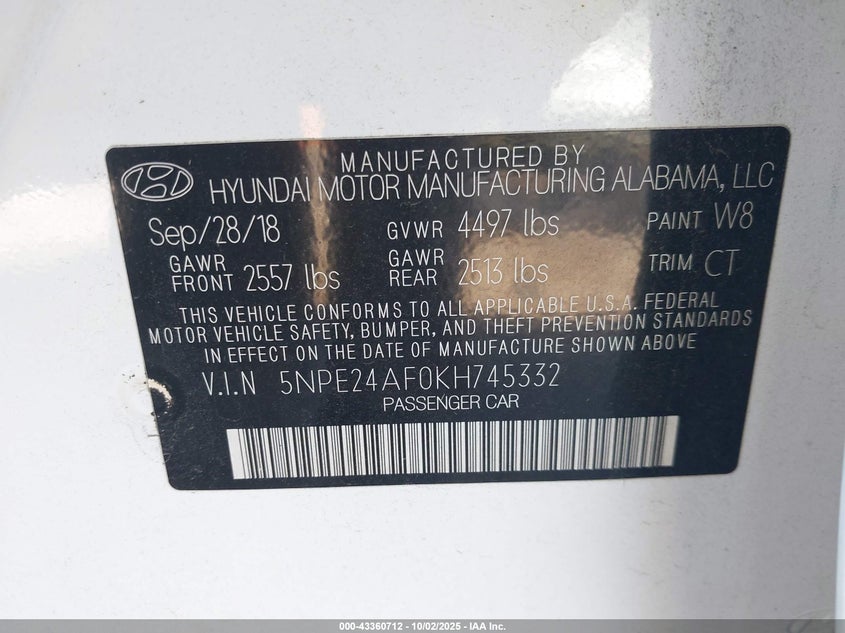 MANUFACTURED BY
HYUNDAI MOTOR MANUFACTURING ALABAMA, LLC
Sep/28/18 GVWR 4497 lbs PAINT W8
GAWR FRONT 2557 lbs GAWR REAR 2513 lbs TRIM CT
THIS VEHICLE CONFORMS TO ALL APPLICABLE U.S.A. FEDERAL
MOTOR VEHICLE SAFETY, BUMPER, AND THEFT PREVENTION STANDARDS
IN EFFECT ON THE DATE OF MANUFACTURE SHOWN ABOVE
V.I.N 5NPE24AF0KH745332
PASSENGER CAR
000-43360712 - 10/02/2025 - IAA Inc.